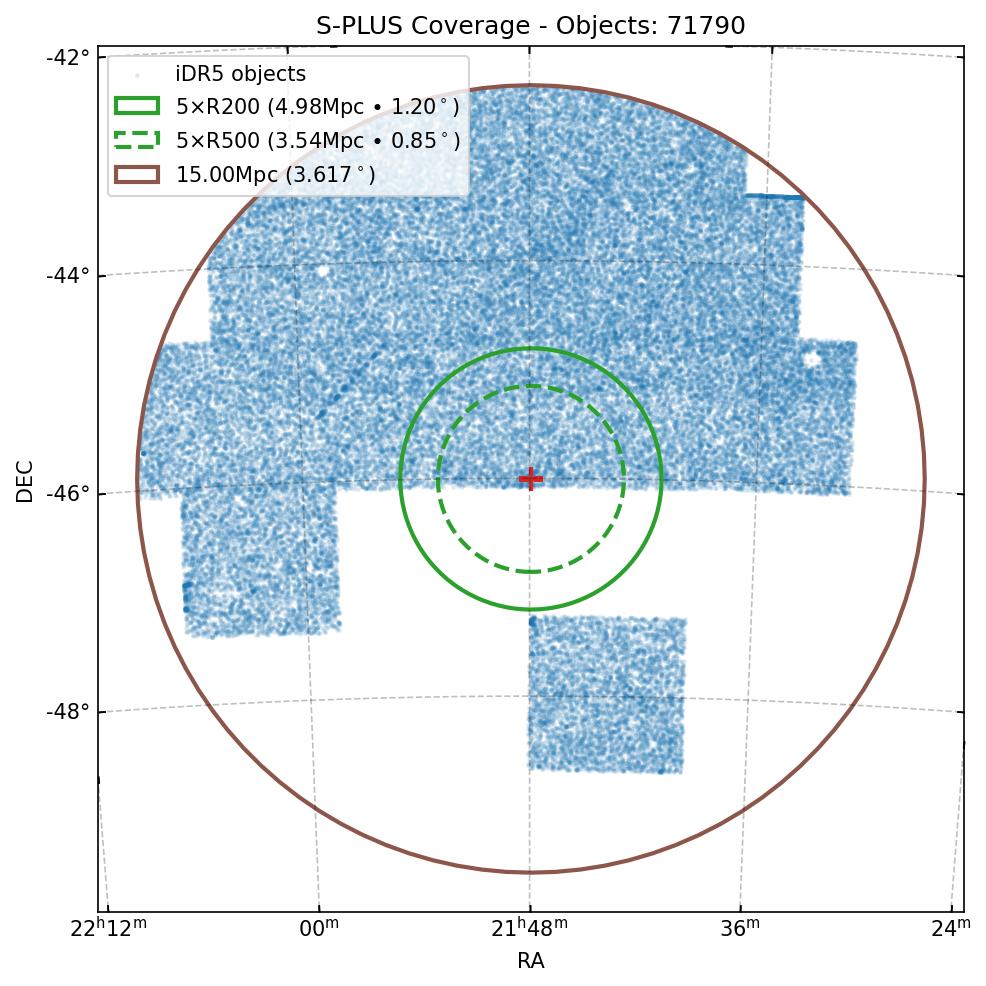 S-PLUS Coverage - Objects: 71790
iDR5 objects
5×R200 (4.98Mpc • 1.20°)
5×R500 (3.54Mpc • 0.85°)
15.00Mpc (3.617°)
-42°
-44°
-46°
-48°
DEC
22ʰ12ᵐ 00ᵐ 21ʰ48ᵐ 36ᵐ 24ᵐ
RA